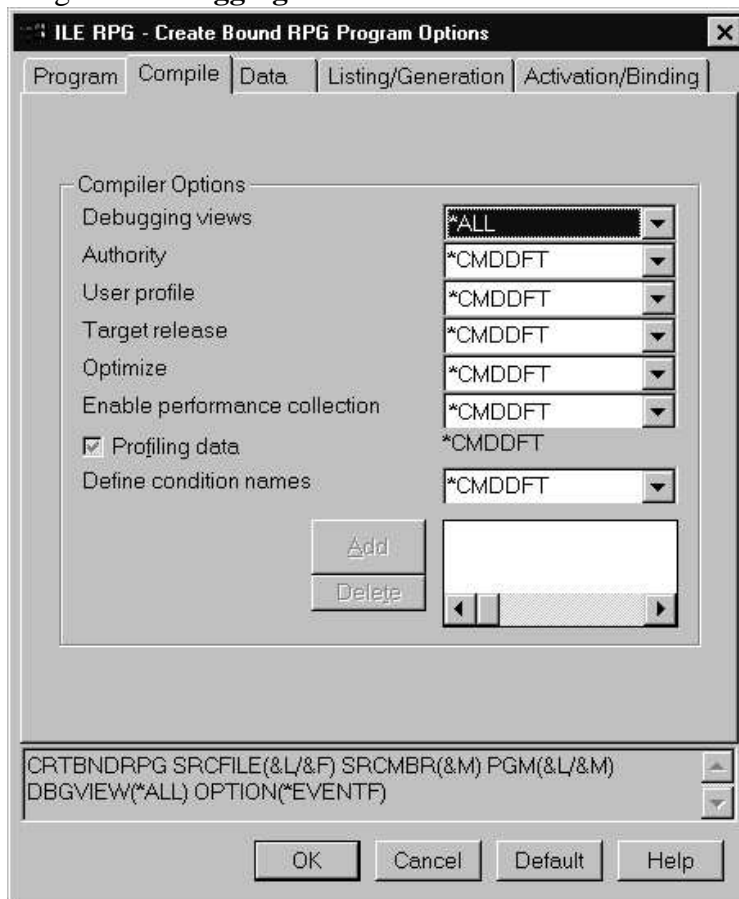 ILE RPG - Create Bound RPG Program Options
Program Compile Data Listing/Generation Activation/Binding
Compiler Options
Debugging views *ALL
Authority *CMDDFT
User profile *CMDDFT
Target release *CMDDFT
Optimize *CMDDFT
Enable performance collection *CMDDFT
Profiling data *CMDDFT
Define condition names *CMDDFT
Add
Delete
CRTBNDRPG SRCFILE(&L/&F) SRCMBR(&M) PGM(&L/&M)
DBGVIEW(*ALL) OPTION(*EVENTF)
OK Cancel Default Help